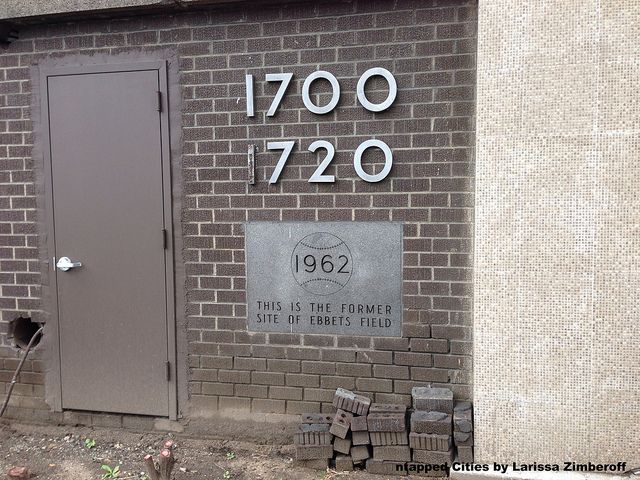 1700
1720
1962
THIS IS THE FORMER
SITE OF EBBETS FIELD
ntapped Cities by Larissa Zimberoff